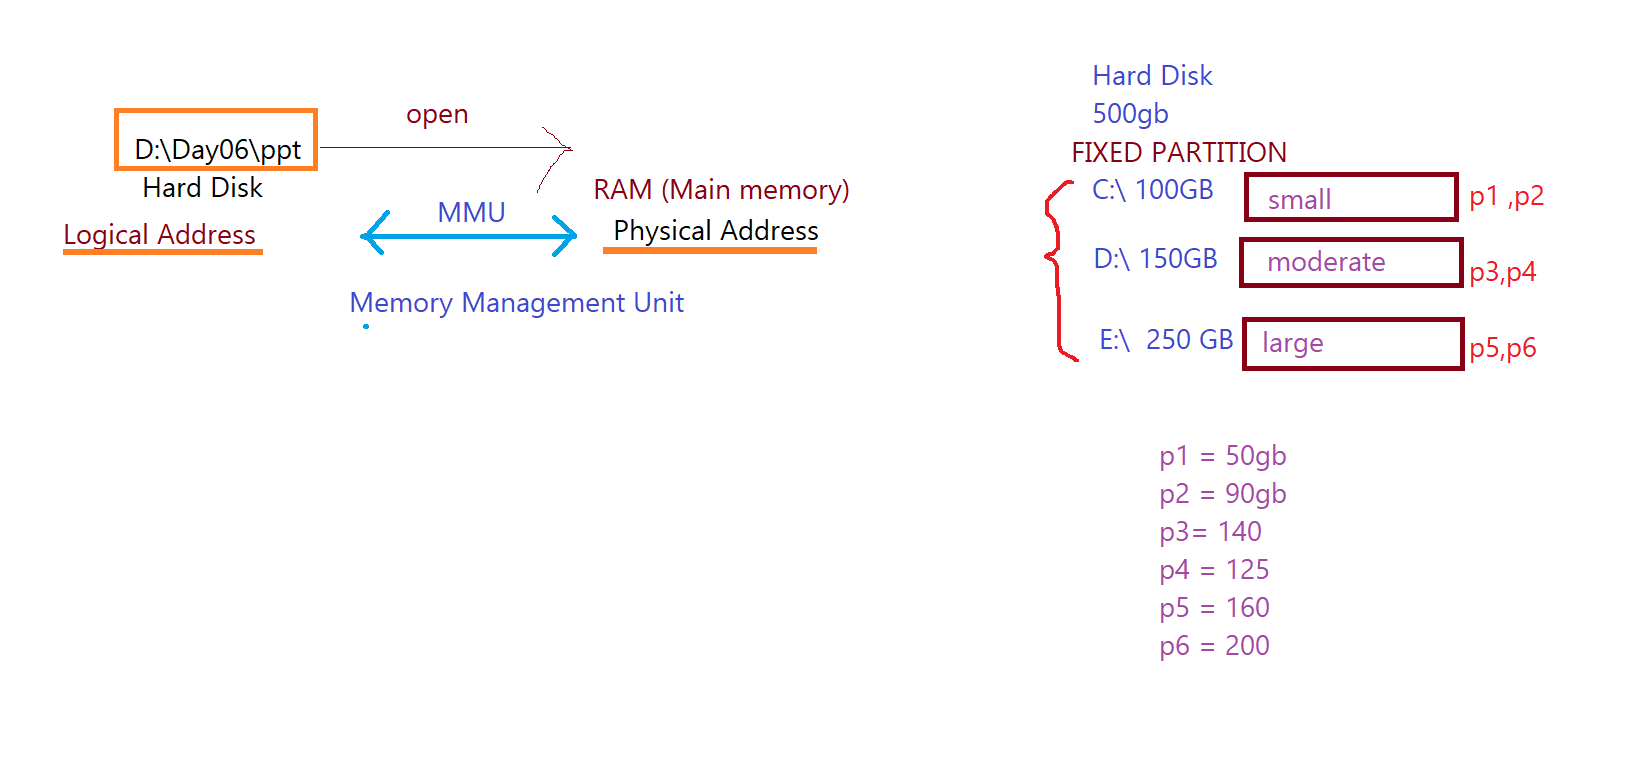 open
D:\Day06\ppt
Hard Disk
RAM (Main memory)
MMU
Logical Address
Physical Address
Memory Management Unit
Hard Disk
500gb
FIXED PARTITION
C:\ 100GB small p1 ,p2
D:\ 150GB moderate p3,p4
E:\ 250 GB large p5,p6
p1 = 50gb
p2 = 90gb
p3= 140
p4 = 125
p5 = 160
p6 = 200